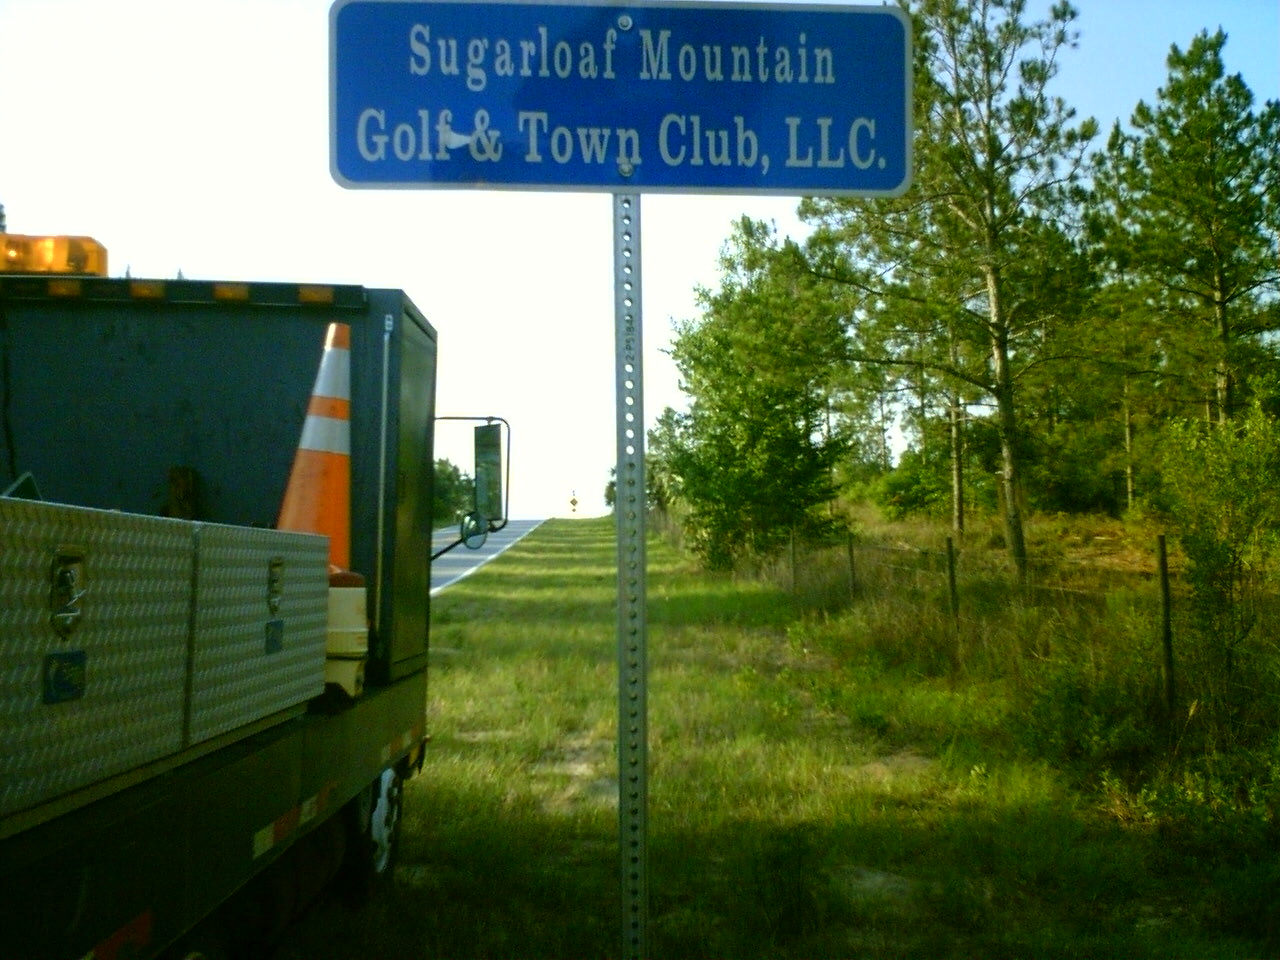 Sugarloaf Mountain
Golf & Town Club, LLC.